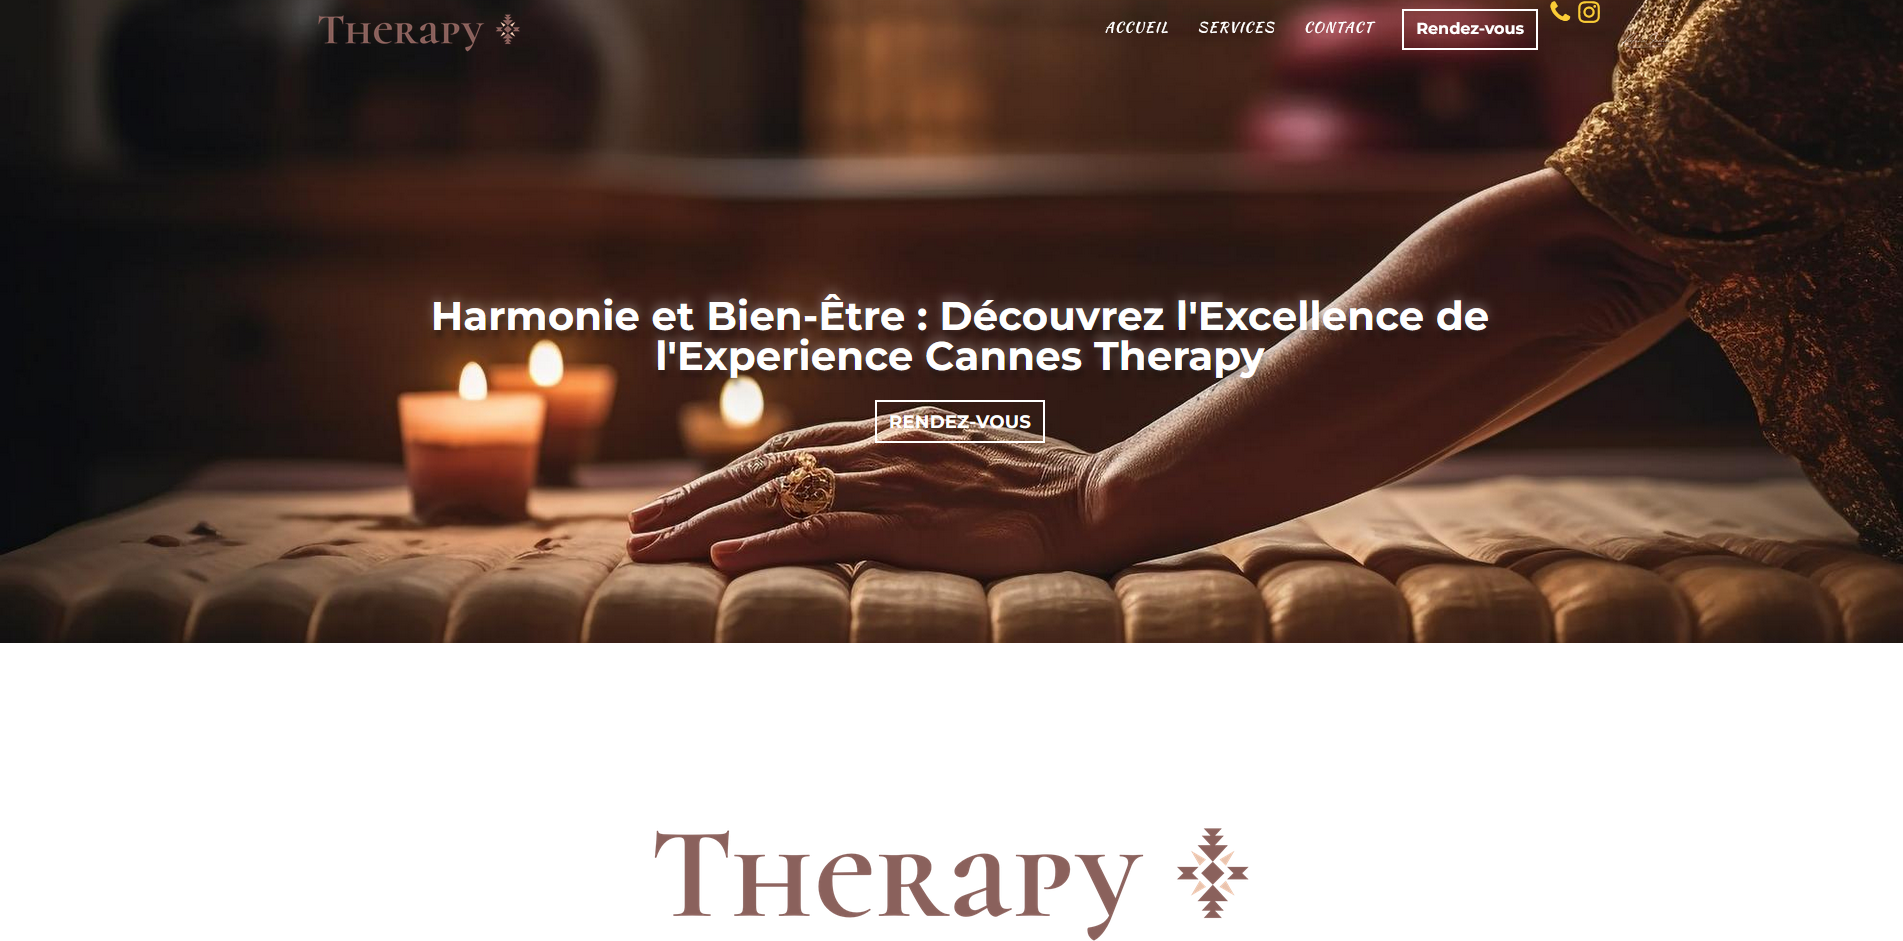 Therapy
ACCUEIL
SERVICES
CONTACT
Rendez-vous
Harmonie et Bien-Être : Découvrez l'Excellence de
l'Experience Cannes Therapy
RENDEZ-VOUS
Therapy